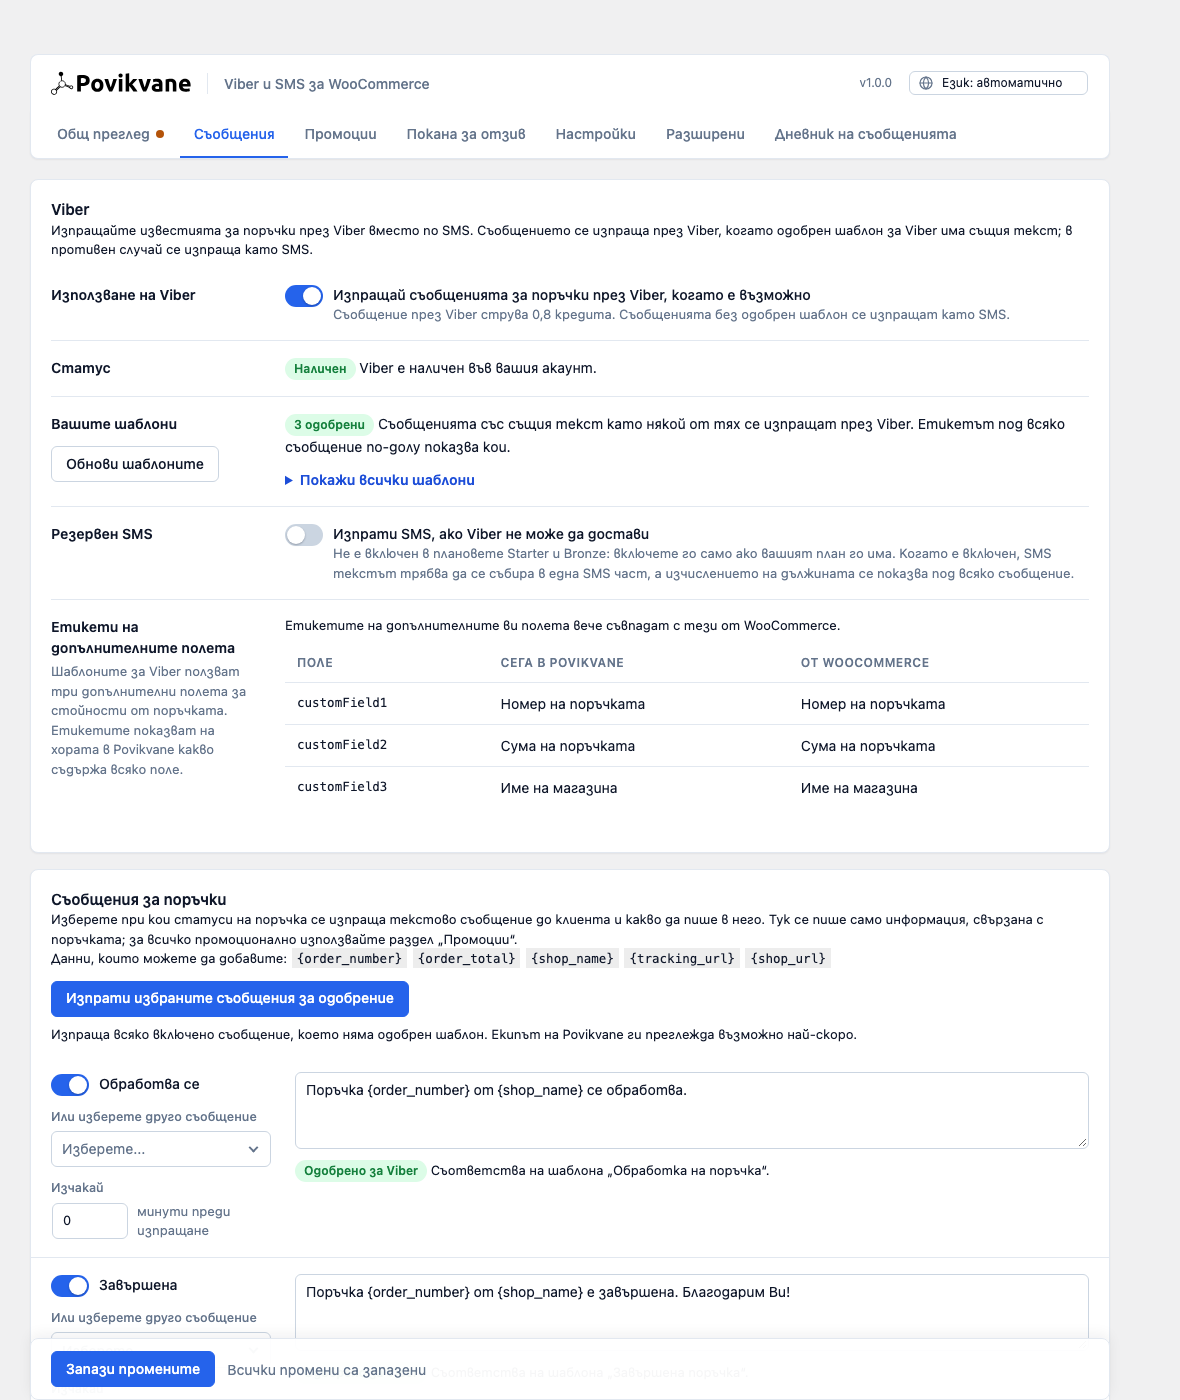 Povikvane
Viber и SMS за WooCommerce
v1.0.0
Език: автоматично
Общ преглед
Съобщения
Промоции
Покана за отзив
Настройки
Разширени
Дневник на съобщенията
Viber
Изпращайте известията за поръчки през Viber вместо по SMS. Съобщението се изпраща през Viber, когато одобрен шаблон за Viber има същия текст; в
противен случай се изпраща като SMS.
Използване на Viber
Изпращай съобщенията за поръчки през Viber, когато е възможно
Съобщение през Viber струва 0,8 кредита. Съобщенията без одобрен шаблон се изпращат като SMS.
Статус
Наличен Viber е наличен във вашия акаунт.
Вашите шаблони
Обнови шаблоните
3 одобрени Съобщенията със същия текст като някой от тях се изпращат през Viber. Етикетът под всяко
съобщение по-долу показва кои.
Покажи всички шаблони
Резервен SMS
Изпрати SMS, ако Viber не може да достави
Не е включен в плановете Starter и Bronze: включете го само ако вашият план го има. Когато е включен, SMS
текстът трябва да се събира в една SMS част, а изчислението на дължината се показва под всяко съобщение.
Етикети на
допълнителните полета
Шаблоните за Viber ползват
три допълнителни полета за
стойности от поръчката.
Етикетите показват на
хората в Povikvane какво
съдържа всяко поле.
Етикетите на допълнителните ви полета вече съвпадат с тези от WooCommerce.
ПОЛЕ СЕГА В POVIKVANE ОТ WOOCOMMERCE
customField1 Номер на поръчката Номер на поръчката
customField2 Сума на поръчката Сума на поръчката
customField3 Име на магазина Име на магазина
Съобщения за поръчки
Изберете при кои статуси на поръчка се изпраща текстово съобщение до клиента и какво да пише в него. Тук се пише само информация, свързана с
поръчката; за всичко промоционално използвайте раздел „Промоции“.
Данни, които можете да добавите: {order_number} {order_total} {shop_name} {tracking_url} {shop_url}
Изпрати избраните съобщения за одобрение
Изпраща всяко включено съобщение, което няма одобрен шаблон. Екипът на Povikvane ги преглежда възможно най-скоро.
Обработва се
Или изберете друго съобщение
Изберете...
Изчакай
0 минути преди
изпращане
Поръчка {order_number} от {shop_name} се обработва.
Одобрено за Viber Съответства на шаблона „Обработка на поръчка“.
Завършена
Или изберете друго съобщение
Поръчка {order_number} от {shop_name} е завършена. Благодарим Ви!
Съответства на шаблона „Завършена поръчка“.
Запази промените
Всички промени са запазени